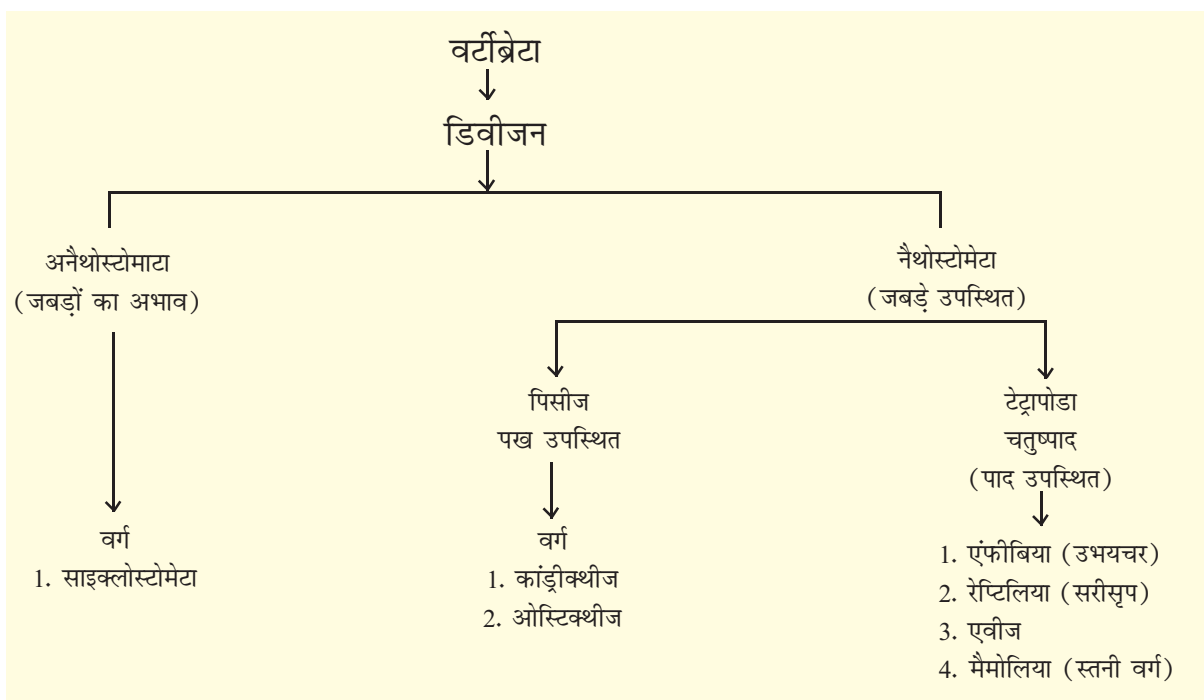 वर्टीब्रेटा
डिवीजन
अनैथोस्टोमाटा
(जबड़ों का अभाव)
नैथोस्टोमेटा
(जबड़े उपस्थित)
पिसीज
पख उपस्थित
टेट्रापोडा
चतुष्पाद
(पाद उपस्थित)
वर्ग
1. साइक्लोस्टोमेटा
वर्ग
1. कांड्रीक्थीज
2. ओस्टिक्थीज
1. एंफीबिया (उभयचर)
2. रेप्टिलिया (सरीसृप)
3. एवीज
4. मैमोलिया (स्तनी वर्ग)